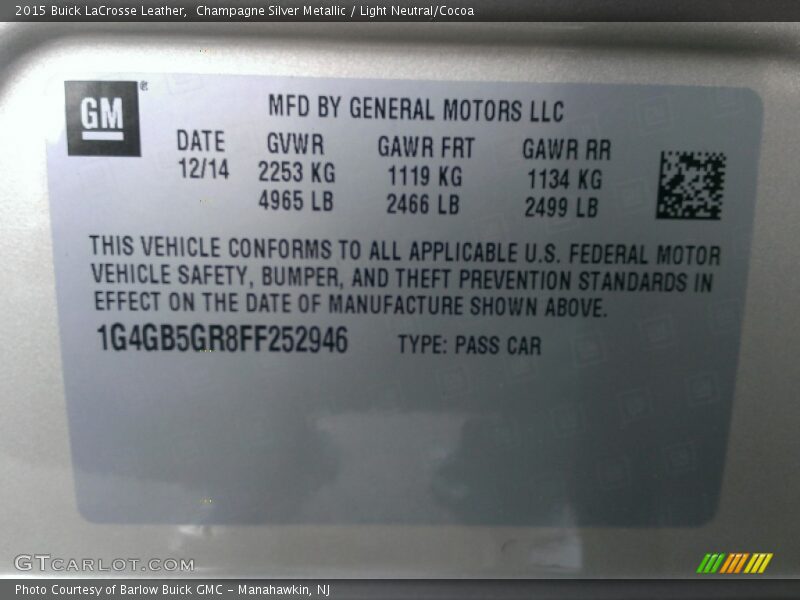 2015 Buick LaCrosse Leather,  Champagne Silver Metallic / Light Neutral/Cocoa
GM ®
MFD BY GENERAL MOTORS LLC
DATE GVWR GAWR FRT GAWR RR
12/14 2253 KG 1119 KG 1134 KG
4965 LB 2466 LB 2499 LB
THIS VEHICLE CONFORMS TO ALL APPLICABLE U.S. FEDERAL MOTOR
VEHICLE SAFETY, BUMPER, AND THEFT PREVENTION STANDARDS IN
EFFECT ON THE DATE OF MANUFACTURE SHOWN ABOVE.
1G4GB5GR8FF252946 TYPE: PASS CAR
GTCARLOT.COM
Photo Courtesy of Barlow Buick GMC - Manahawkin, NJ